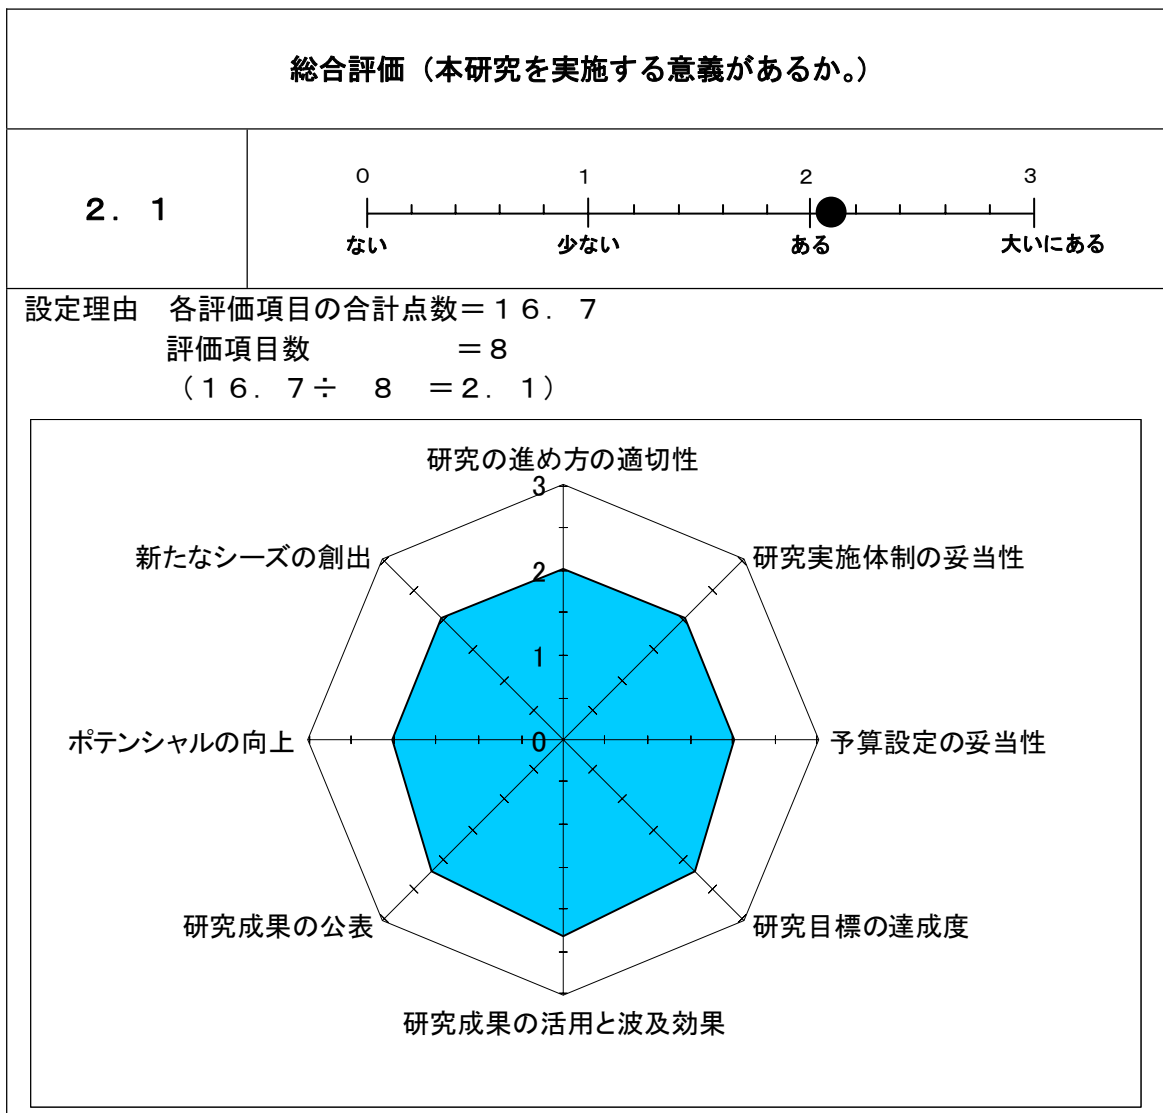 総合評価（本研究を実施する意義があるか。）
２．１
0 1 2 3
ない 少ない ある 大いにある
設定理由　各評価項目の合計点数＝１６．７
評価項目数　＝８
（１６．７÷　８　＝２．１）
研究の進め方の適切性
3
新たなシーズの創出
研究実施体制の妥当性
2
1
ポテンシャルの向上
0
予算設定の妥当性
研究成果の公表
研究目標の達成度
研究成果の活用と波及効果